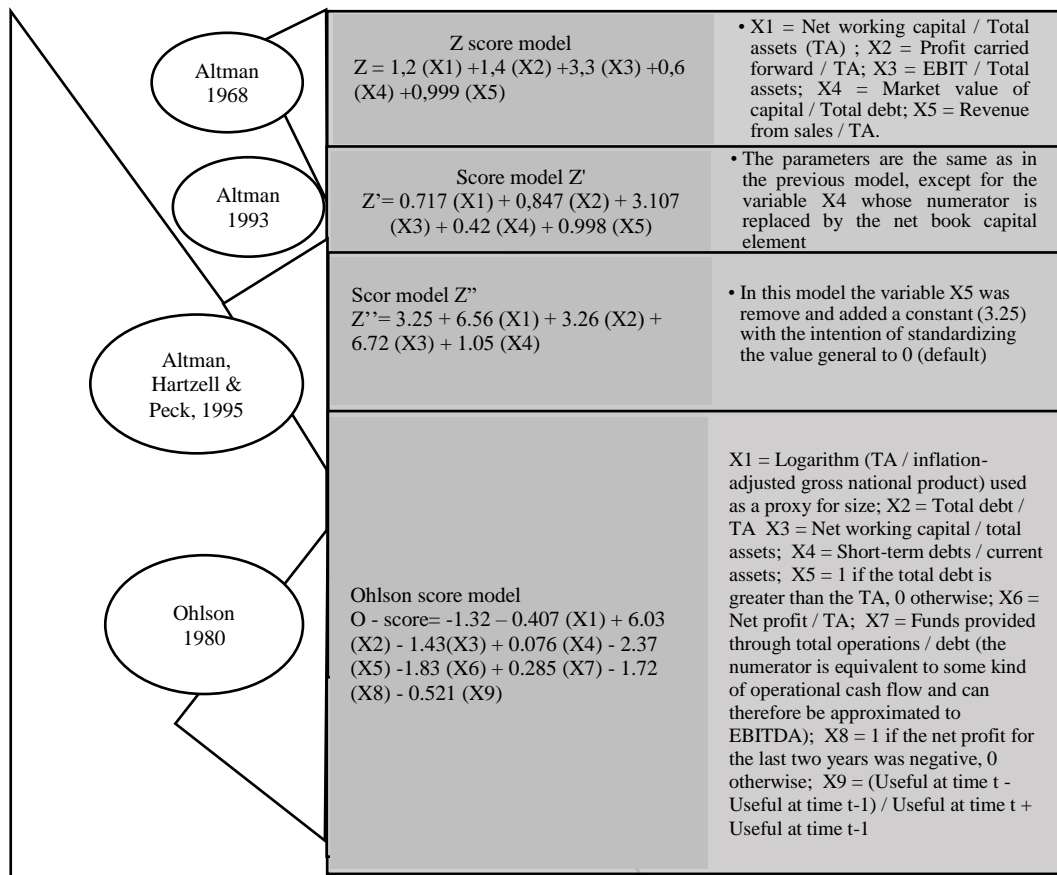 Altman
1968
Z score model
Z = 1,2 (X1) +1,4 (X2) +3,3 (X3) +0,6
(X4) +0,999 (X5)
• X1 = Net working capital / Total
assets (TA) ; X2 = Profit carried
forward / TA; X3 = EBIT / Total
assets; X4 = Market value of
capital / Total debt; X5 = Revenue
from sales / TA.
Altman
1993
Score model Z'
Z’= 0.717 (X1) + 0,847 (X2) + 3.107
(X3) + 0.42 (X4) + 0.998 (X5)
• The parameters are the same as in
the previous model, except for the
variable X4 whose numerator is
replaced by the net book capital
element
Altman,
Hartzell &
Peck, 1995
Scor model Z”
Z’’= 3.25 + 6.56 (X1) + 3.26 (X2) +
6.72 (X3) + 1.05 (X4)
• In this model the variable X5 was
remove and added a constant (3.25)
with the intention of standardizing
the value general to 0 (default)
Ohlson
1980
Ohlson score model
O - score= -1.32 – 0.407 (X1) + 6.03
(X2) - 1.43(X3) + 0.076 (X4) - 2.37
(X5) -1.83 (X6) + 0.285 (X7) - 1.72
(X8) - 0.521 (X9)
X1 = Logarithm (TA / inflation-
adjusted gross national product) used
as a proxy for size; X2 = Total debt /
TA X3 = Net working capital / total
assets; X4 = Short-term debts / current
assets; X5 = 1 if the total debt is
greater than the TA, 0 otherwise; X6 =
Net profit / TA; X7 = Funds provided
through total operations / debt (the
numerator is equivalent to some kind
of operational cash flow and can
therefore be approximated to
EBITDA); X8 = 1 if the net profit for
the last two years was negative, 0
otherwise; X9 = (Useful at time t -
Useful at time t-1) / Useful at time t +
Useful at time t-1